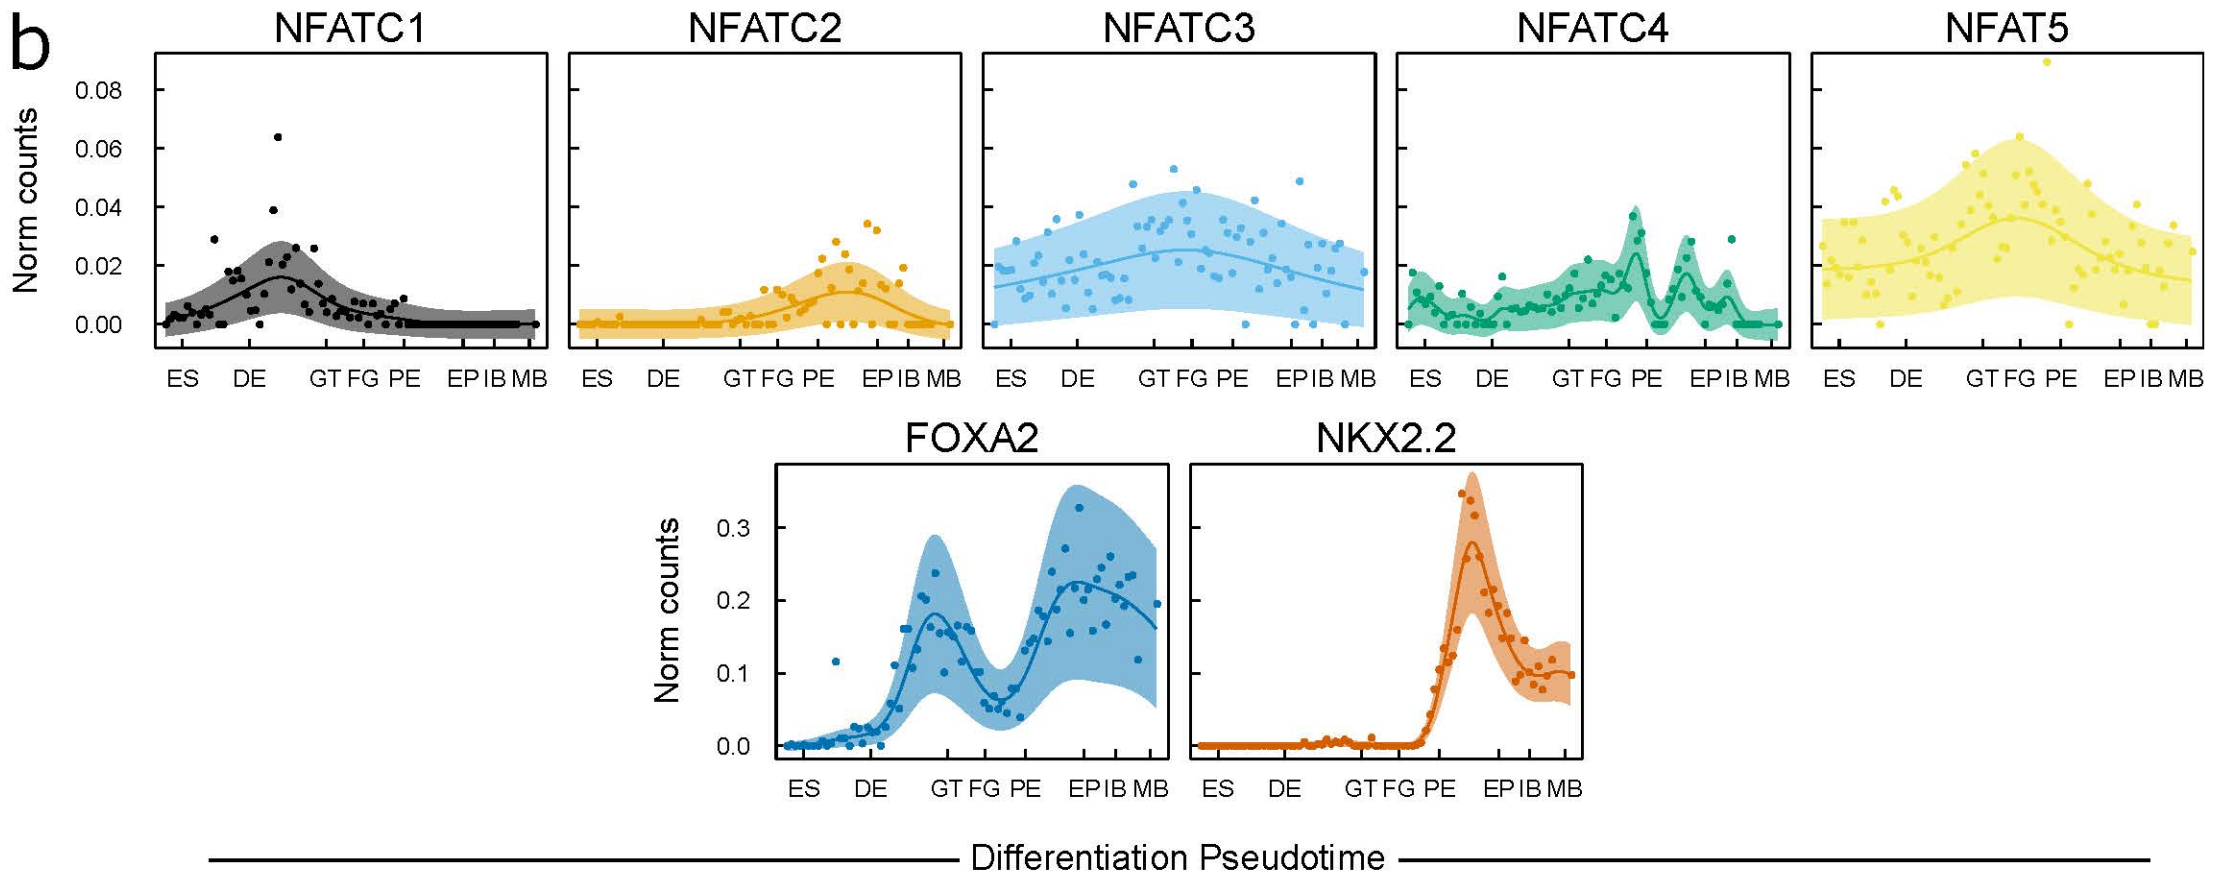 b
NFATC1 NFATC2 NFATC3 NFATC4 NFAT5
Norm counts
0.08
0.06
0.04
0.02
0.00
ES DE GT FG PE EP IB MB ES DE GT FG PE EP IB MB ES DE GT FG PE EP IB MB ES DE GT FG PE EP IB MB ES DE GT FG PE EP IB MB
FOXA2 NKX2.2
Norm counts
0.3
0.2
0.1
0.0
ES DE GT FG PE EP IB MB ES DE GT FG PE EP IB MB
Differentiation Pseudotime